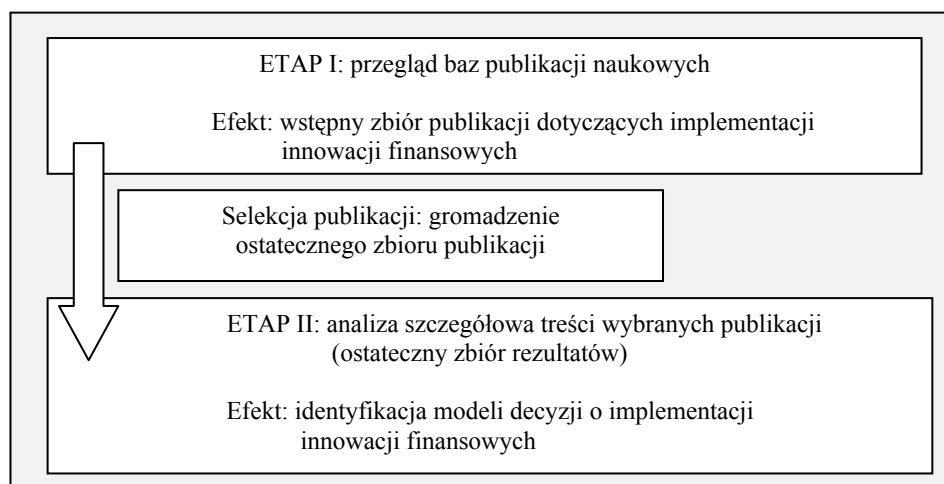 ETAP I: przegląd baz publikacji naukowych
Efekt: wstępny zbiór publikacji dotyczących implementacji
innowacji finansowych
Selekcja publikacji: gromadzenie
ostatecznego zbioru publikacji
ETAP II: analiza szczegółowa treści wybranych publikacji
(ostateczny zbiór rezultatów)
Efekt: identyfikacja modeli decyzji o implementacji
innowacji finansowych